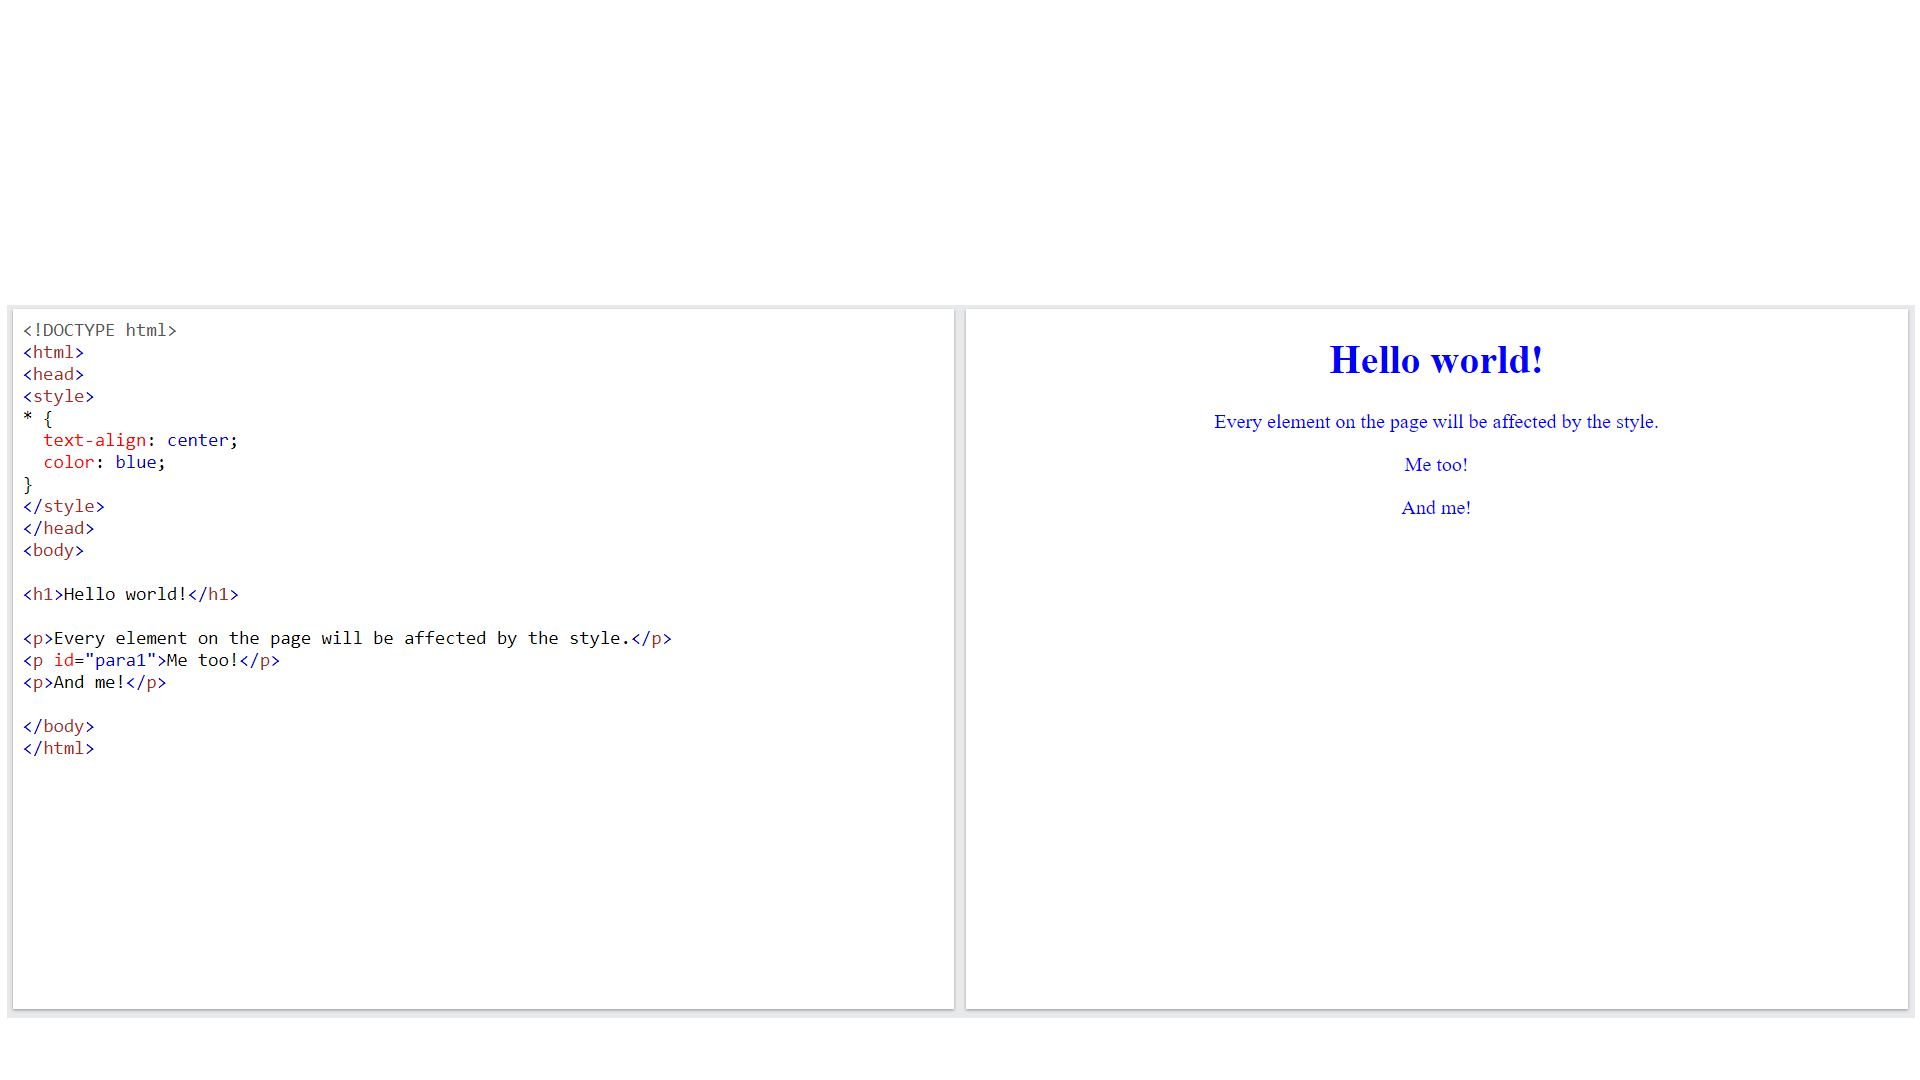 <!DOCTYPE html>
<html>
<head>
<style>
* {
  text-align: center;
  color: blue;
}
</style>
</head>
<body>

<h1>Hello world!</h1>

<p>Every element on the page will be affected by the style.</p>
<p id="para1">Me too!</p>
<p>And me!</p>

</body>
</html>
Hello world!
Every element on the page will be affected by the style.
Me too!
And me!